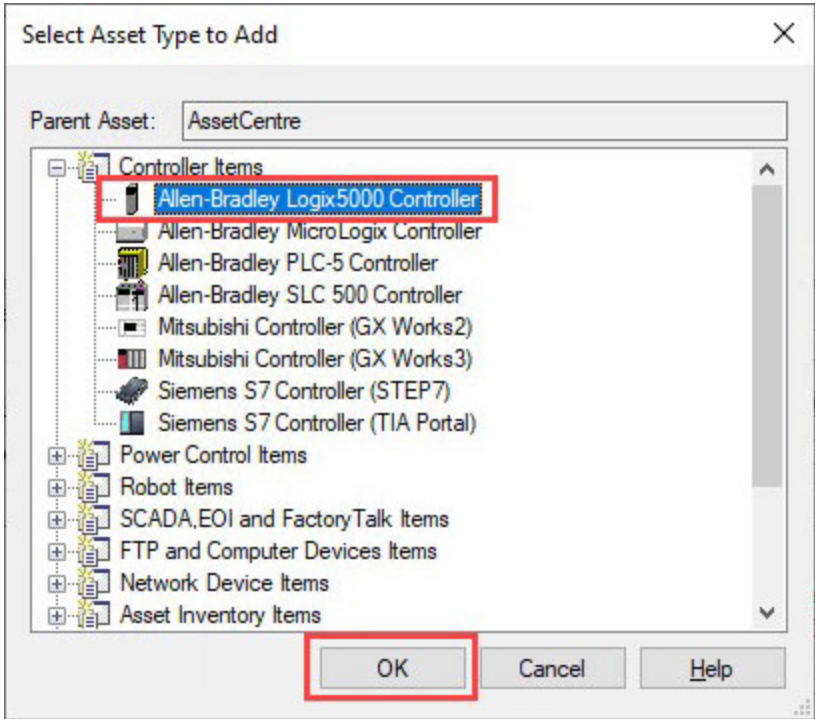 Select Asset Type to Add
Parent Asset: AssetCentre
Controller Items
Allen-Bradley Logix5000 Controller
Allen-Bradley MicroLogix Controller
Allen-Bradley PLC-5 Controller
Allen-Bradley SLC 500 Controller
Mitsubishi Controller (GX Works2)
Mitsubishi Controller (GX Works3)
Siemens S7 Controller (STEP7)
Siemens S7 Controller (TIA Portal)
Power Control Items
Robot Items
SCADA,EOI and FactoryTalk Items
FTP and Computer Devices Items
Network Device Items
Asset Inventory Items
OK Cancel Help